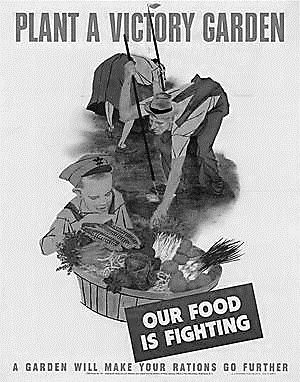 PLANT A VICTORY GARDEN
OUR FOOD
IS FIGHTING
A GARDEN WILL MAKE YOUR RATIONS GO FURTHER